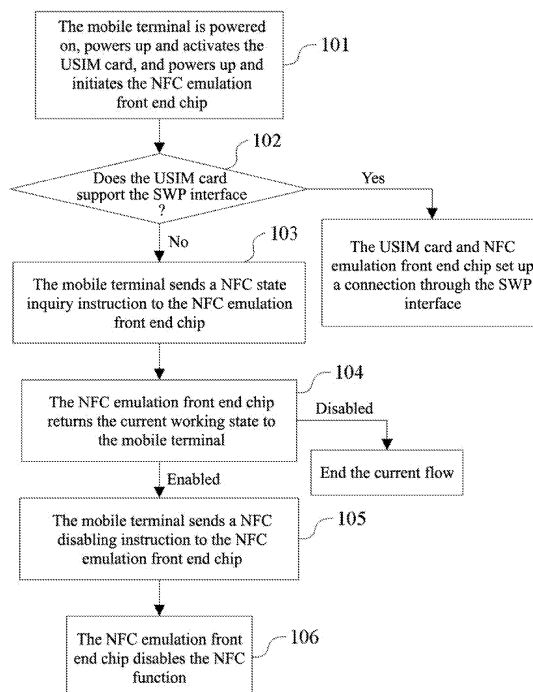 The mobile terminal is powered
on, powers up and activates the
USIM card, and powers up and
initiates the NFC emulation
front end chip
101
102
Does the USIM card
support the SWP interface
?
Yes
No
103
The USIM card and NFC
emulation front end chip set up
a connection through the SWP
interface
The mobile terminal sends a NFC state
inquiry instruction to the NFC emulation
front end chip
104
The NFC emulation front end chip
returns the current working state to
the mobile terminal
Disabled
End the current flow
Enabled
105
The mobile terminal sends a NFC
disabling instruction to the NFC
emulation front end chip
106
The NFC emulation front
end chip disables the NFC
function